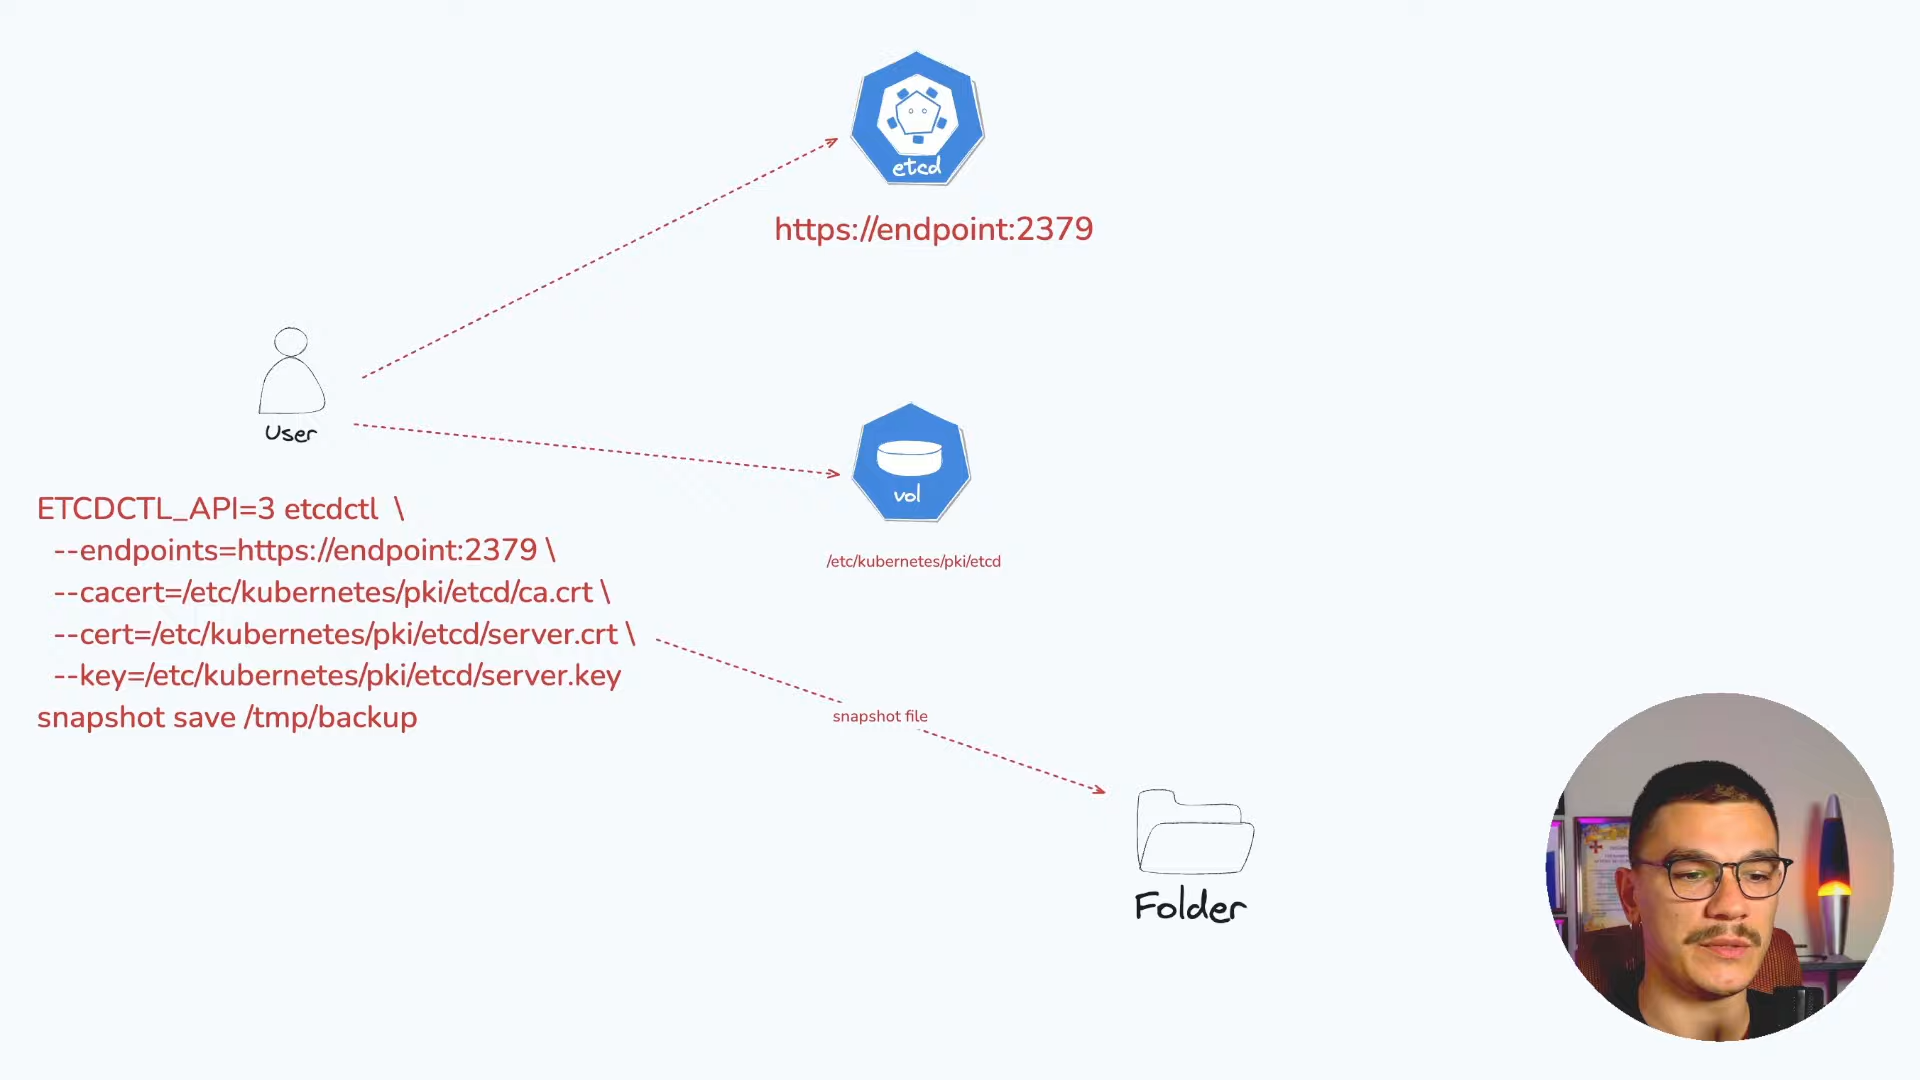 etcd
https://endpoint:2379
User
vol
/etc/kubernetes/pki/etcd
ETCDCTL_API=3 etcdctl \
--endpoints=https://endpoint:2379 \
--cacert=/etc/kubernetes/pki/etcd/ca.crt \
--cert=/etc/kubernetes/pki/etcd/server.crt \
--key=/etc/kubernetes/pki/etcd/server.key
snapshot save /tmp/backup
snapshot file
Folder